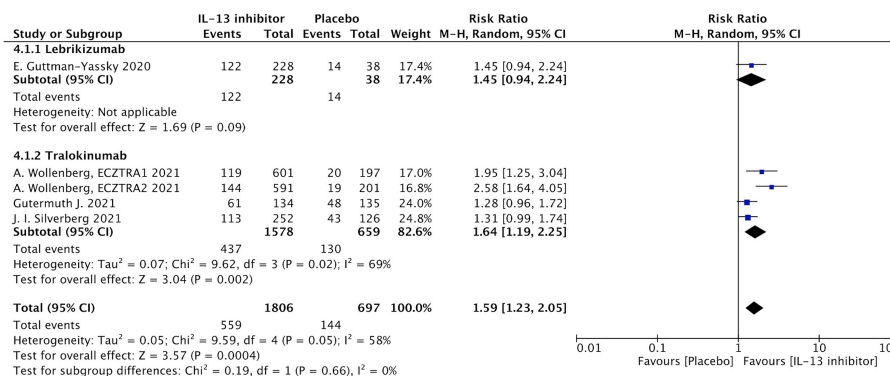 IL-13 inhibitor Placebo Risk Ratio Risk Ratio
Study or Subgroup Events Total Events Total Weight M-H, Random, 95% CI M-H, Random, 95% CI
4.1.1 Lebrikizumab
E. Guttman-Yassky 2020 122 228 14 38 17.4% 1.45 [0.94, 2.24]
Subtotal (95% CI) 228 38 17.4% 1.45 [0.94, 2.24]
Total events 122 14
Heterogeneity: Not applicable
Test for overall effect: Z = 1.69 (P = 0.09)
4.1.2 Tralokinumab
A. Wollenberg, ECZTRA1 2021 119 601 20 197 17.0% 1.95 [1.25, 3.04]
A. Wollenberg, ECZTRA2 2021 144 591 19 201 16.8% 2.58 [1.64, 4.05]
Gutermuth J. 2021 61 134 48 135 24.0% 1.28 [0.96, 1.72]
J. I. Silverberg 2021 113 252 43 126 24.8% 1.31 [0.99, 1.74]
Subtotal (95% CI) 1578 659 82.6% 1.64 [1.19, 2.25]
Total events 437 130
Heterogeneity: Tau² = 0.07; Chi² = 9.62, df = 3 (P = 0.02); I² = 69%
Test for overall effect: Z = 3.04 (P = 0.002)
Total (95% CI) 1806 697 100.0% 1.59 [1.23, 2.05]
Total events 559 144
Heterogeneity: Tau² = 0.05; Chi² = 9.59, df = 4 (P = 0.05); I² = 58%
Test for overall effect: Z = 3.57 (P = 0.0004)
Test for subgroup differences: Chi² = 0.19, df = 1 (P = 0.66), I² = 0%
0.01 0.1 1 10 100
Favours [Placebo] Favours [IL-13 inhibitor]